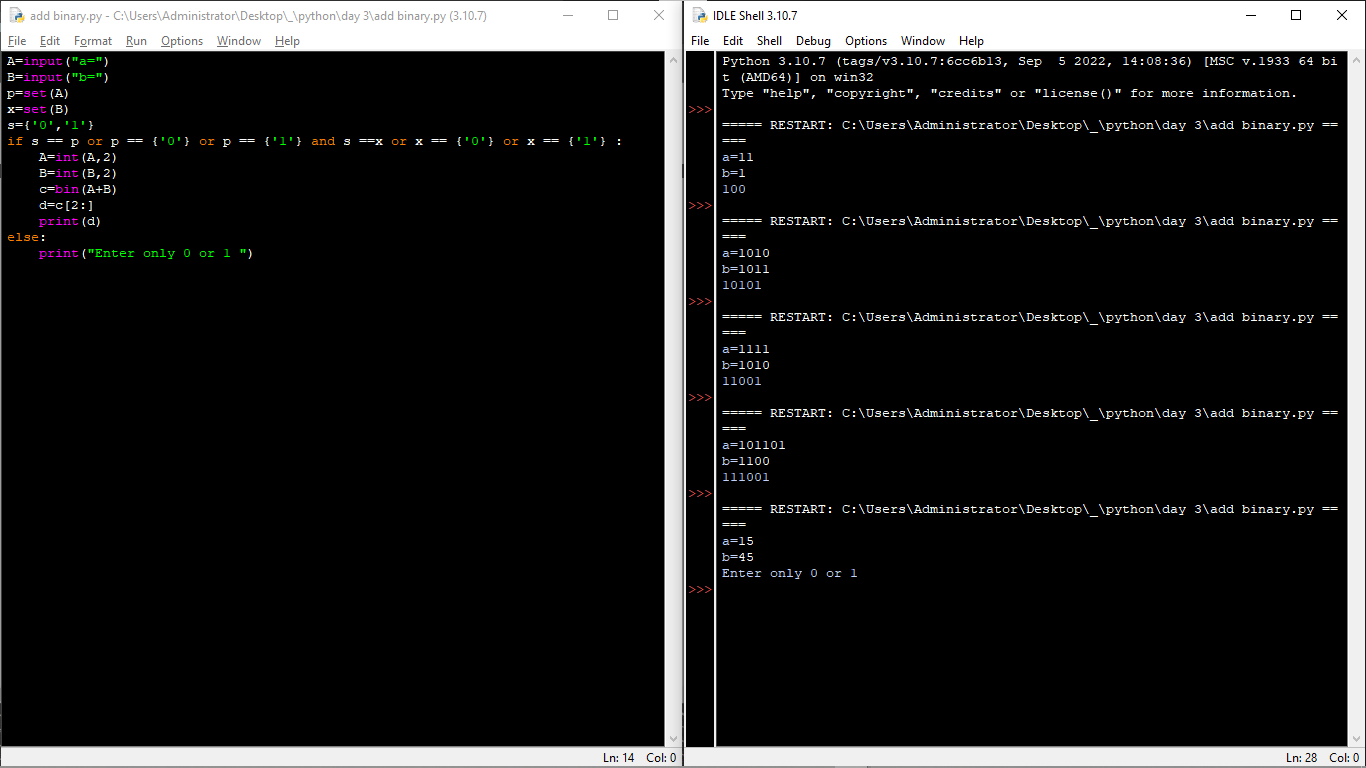 add binary.py - C:\Users\Administrator\Desktop\_\python\day 3\add binary.py (3.10.7)
File Edit Format Run Options Window Help
A=input("a=")
B=input("b=")
p=set(A)
x=set(B)
s={'0','1'}
if s == p or p == {'0'} or p == {'1'} and s ==x or x == {'0'} or x == {'1'} :
    A=int(A,2)
    B=int(B,2)
    c=bin(A+B)
    d=c[2:]
    print(d)
else:
    print("Enter only 0 or 1 ")
Ln: 14 Col: 0
IDLE Shell 3.10.7
File Edit Shell Debug Options Window Help
Python 3.10.7 (tags/v3.10.7:6cc6b13, Sep  5 2022, 14:08:36) [MSC v.1933 64 bi
t (AMD64)] on win32
Type "help", "copyright", "credits" or "license()" for more information.
>>>
===== RESTART: C:\Users\Administrator\Desktop\_\python\day 3\add binary.py ==
===
a=11
b=1
100
>>>
===== RESTART: C:\Users\Administrator\Desktop\_\python\day 3\add binary.py ==
===
a=1010
b=1011
10101
>>>
===== RESTART: C:\Users\Administrator\Desktop\_\python\day 3\add binary.py ==
===
a=1111
b=1010
11001
>>>
===== RESTART: C:\Users\Administrator\Desktop\_\python\day 3\add binary.py ==
===
a=101101
b=1100
111001
>>>
===== RESTART: C:\Users\Administrator\Desktop\_\python\day 3\add binary.py ==
===
a=15
b=45
Enter only 0 or 1
>>>
Ln: 28 Col: 0